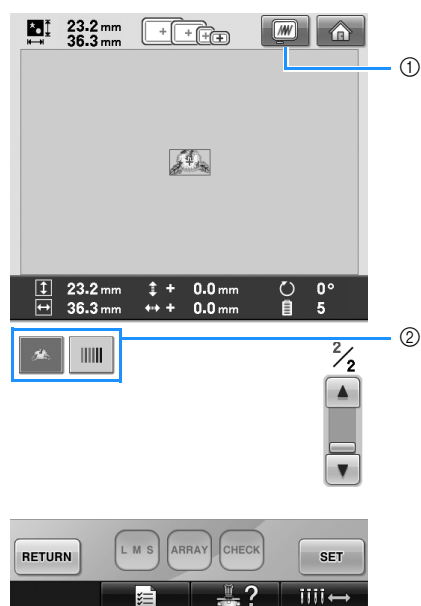 23.2 mm
36.3 mm
①
23.2 mm + 0.0 mm 0°
36.3 mm + 0.0 mm 5
②
2/2
RETURN L M S ARRAY CHECK SET
?